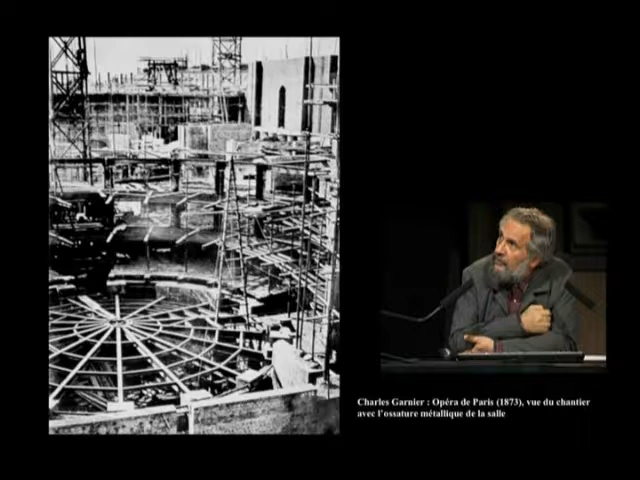 Charles Garnier : Opéra de Paris (1873), vue du chantier
avec l'ossature métallique de la salle